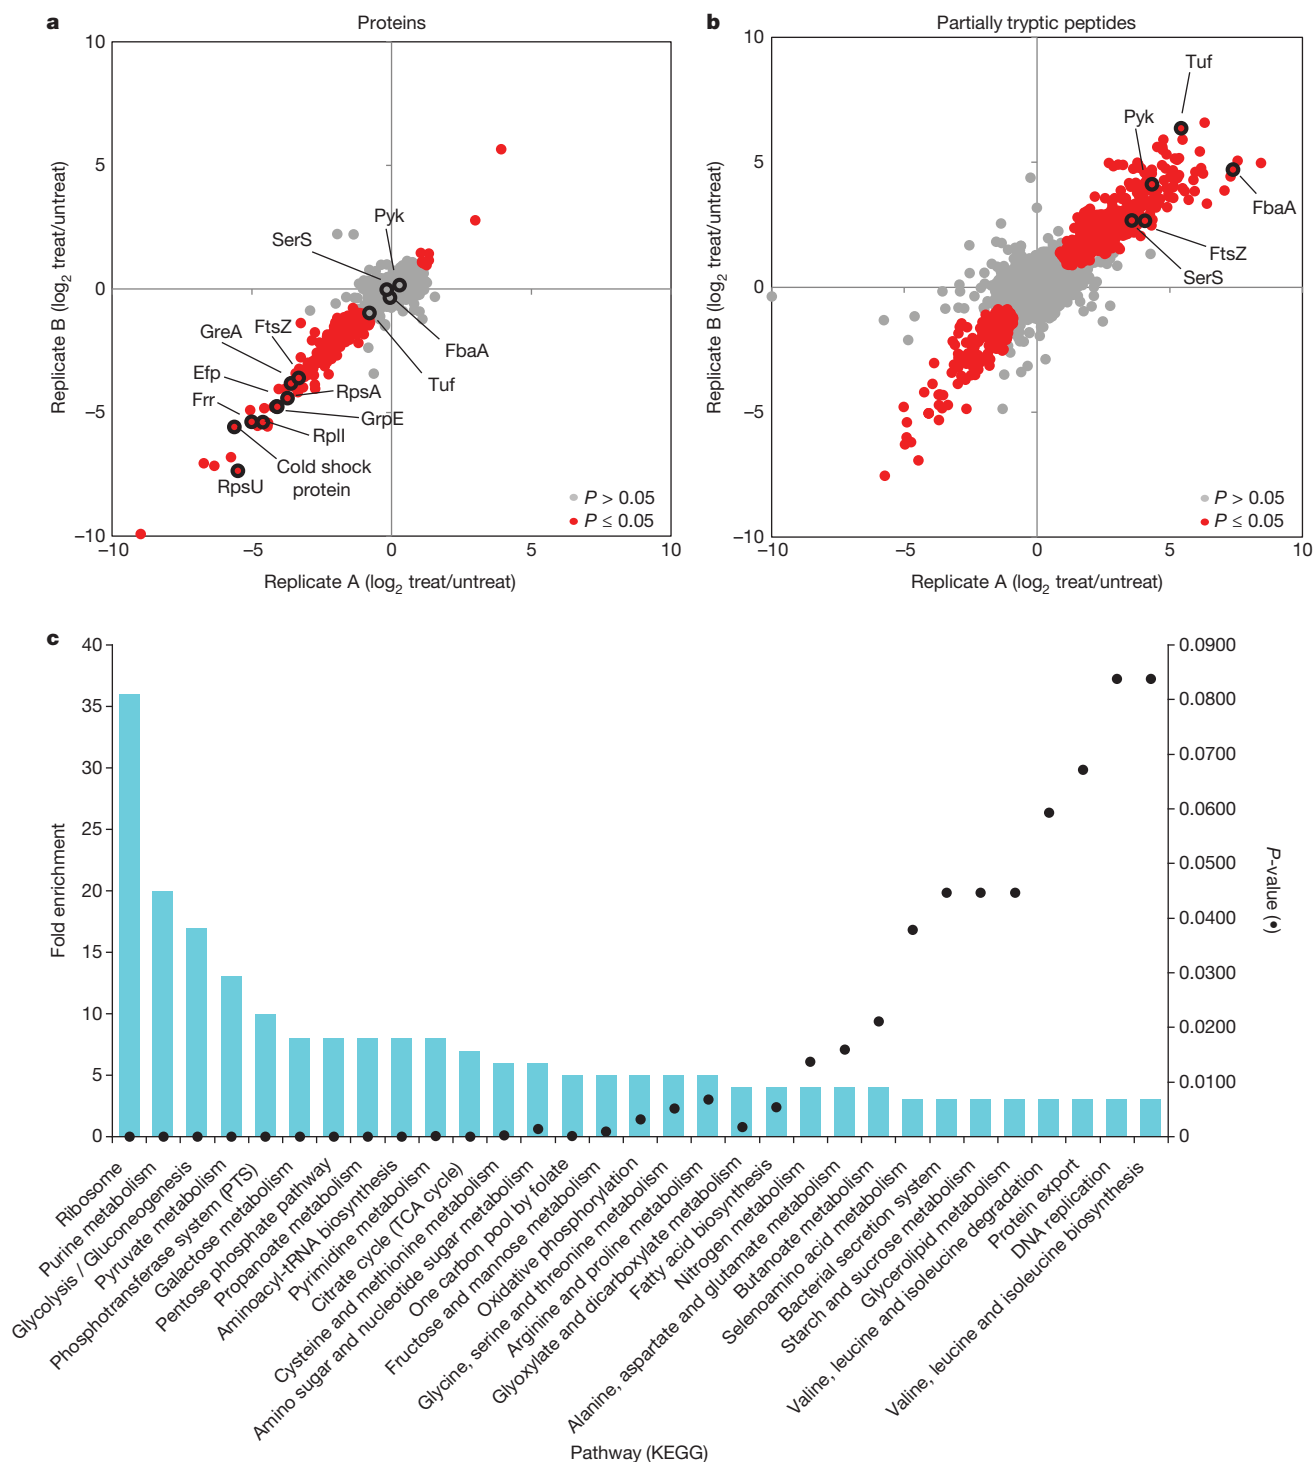 a
Proteins
10
5
0
−5
−10
−10
−5
0
5
10
Replicate B (log2 treat/untreat)
Replicate A (log2 treat/untreat)
Pyk
SerS
FtsZ
GreA
Efp
Frr
FbaA
Tuf
RpsA
GrpE
RplI
Cold shock
protein
RpsU
P > 0.05
P ≤ 0.05
b
Partially tryptic peptides
10
5
0
−5
−10
−10
−5
0
5
10
Replicate B (log2 treat/untreat)
Replicate A (log2 treat/untreat)
Tuf
Pyk
FbaA
FtsZ
SerS
P > 0.05
P ≤ 0.05
c
40
35
30
25
20
15
10
5
0
Fold enrichment
0.0900
0.0800
0.0700
0.0600
0.0500
0.0400
0.0300
0.0200
0.0100
0
P-value (•)
Ribosome
Purine metabolism
Glycolysis / Gluconeogenesis
Pyruvate metabolism
Phosphotransferase system (PTS)
Galactose metabolism
Pentose phosphate pathway
Propanoate metabolism
Aminoacyl-tRNA biosynthesis
Pyrimidine metabolism
Citrate cycle (TCA cycle)
Cysteine and methionine metabolism
Amino sugar and nucleotide sugar metabolism
One carbon pool by folate
Fructose and mannose metabolism
Oxidative phosphorylation
Glycine, serine and threonine metabolism
Arginine and proline metabolism
Glyoxylate and dicarboxylate metabolism
Fatty acid biosynthesis
Nitrogen metabolism
Alanine, aspartate and glutamate metabolism
Butanoate metabolism
Selenoamino acid metabolism
Bacterial secretion system
Starch and sucrose metabolism
Glycerolipid metabolism
Valine, leucine and isoleucine degradation
Protein export
DNA replication
Valine, leucine and isoleucine biosynthesis
Pathway (KEGG)